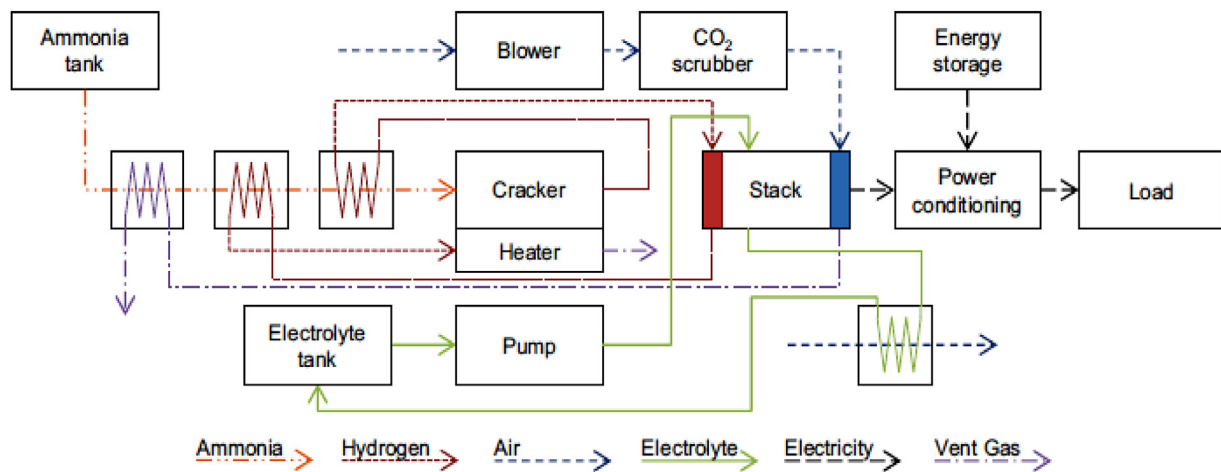 Ammonia
tank
Blower
CO₂
scrubber
Energy
storage
Cracker
Heater
Stack
Power
conditioning
Load
Electrolyte
tank
Pump
Ammonia
Hydrogen
Air
Electrolyte
Electricity
Vent Gas